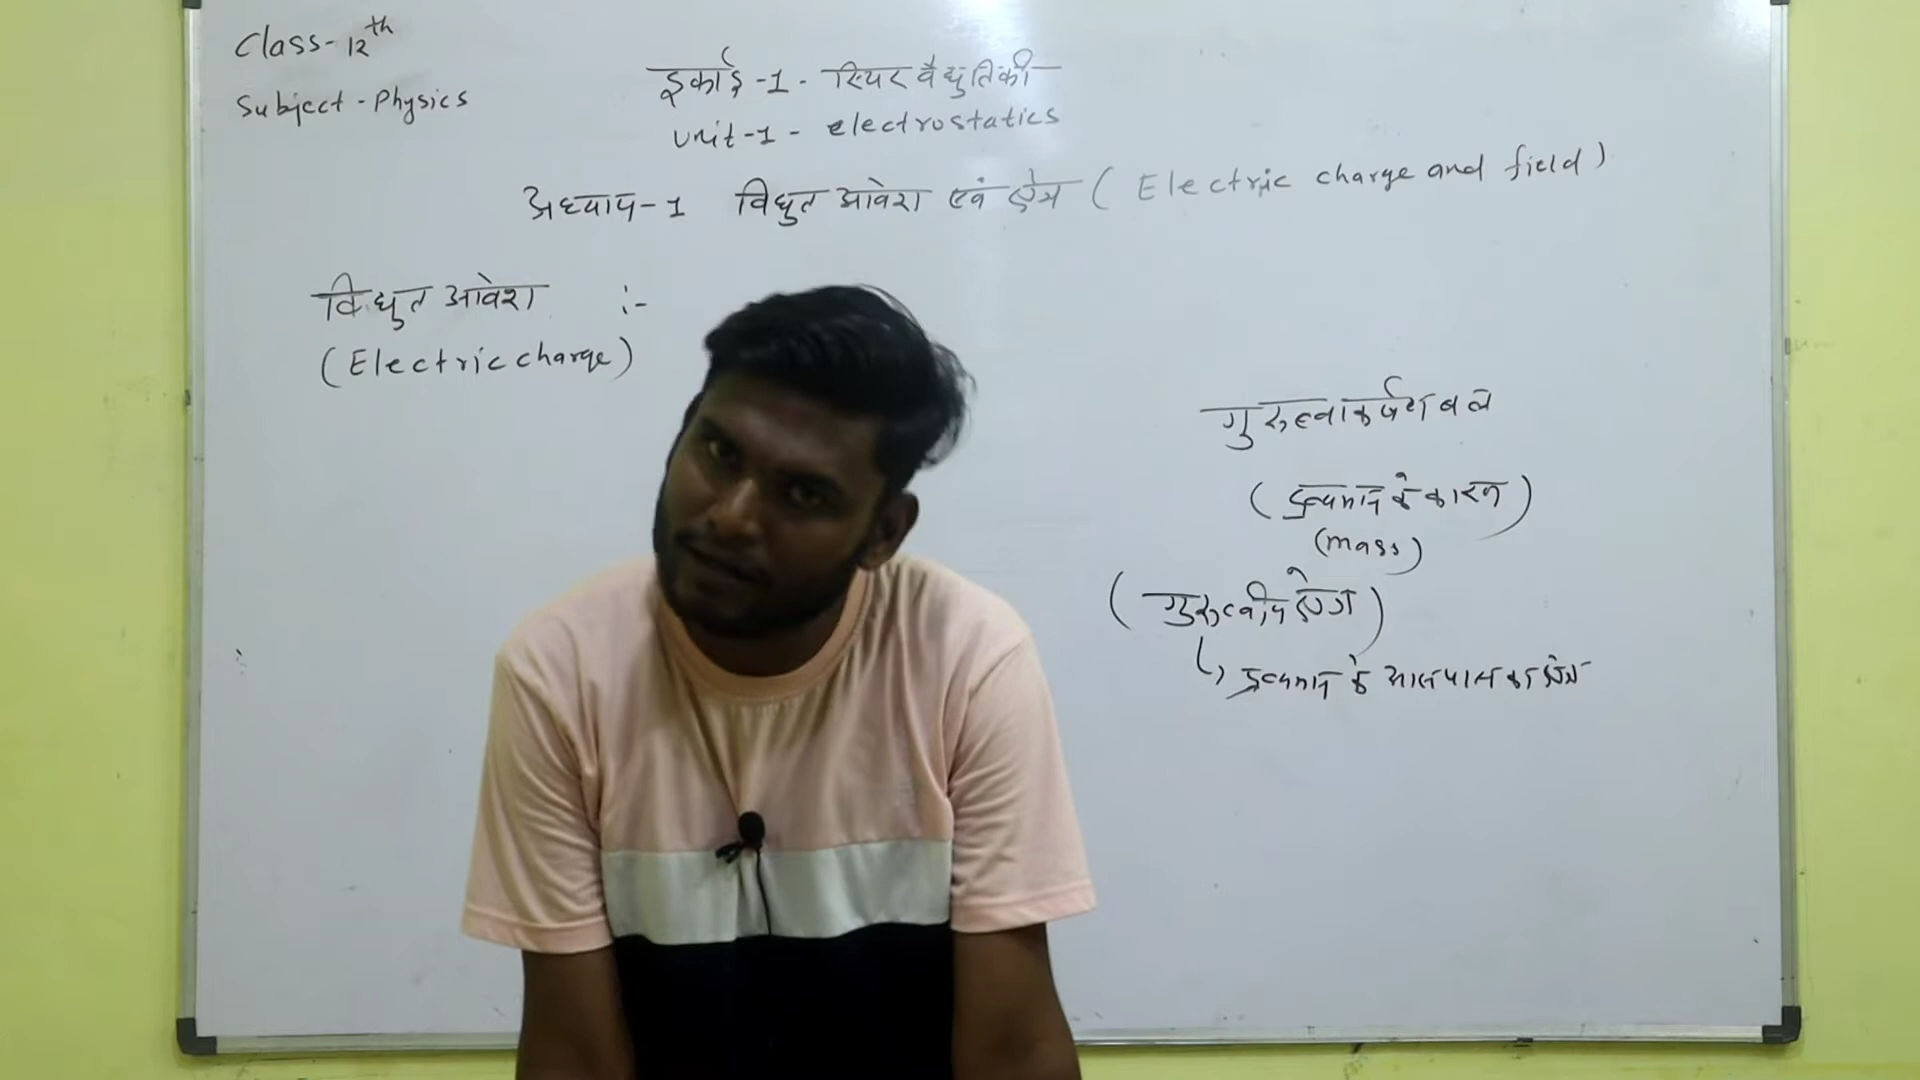 Class-12th
Subject-Physics
इकाई-1- स्थिर वैद्युतिकी
Unit-1- electrostatics
अध्याय-1 विद्युत आवेश एवं क्षेत्र (Electric charge and field)
विद्युत आवेश :-
(Electric charge)
गुरुत्वाकर्षण बल
(द्रव्यमान के कारन)
(mass)
(गुरुत्वीय क्षेत्र)
↳ द्रव्यमान के आसपास का क्षेत्र